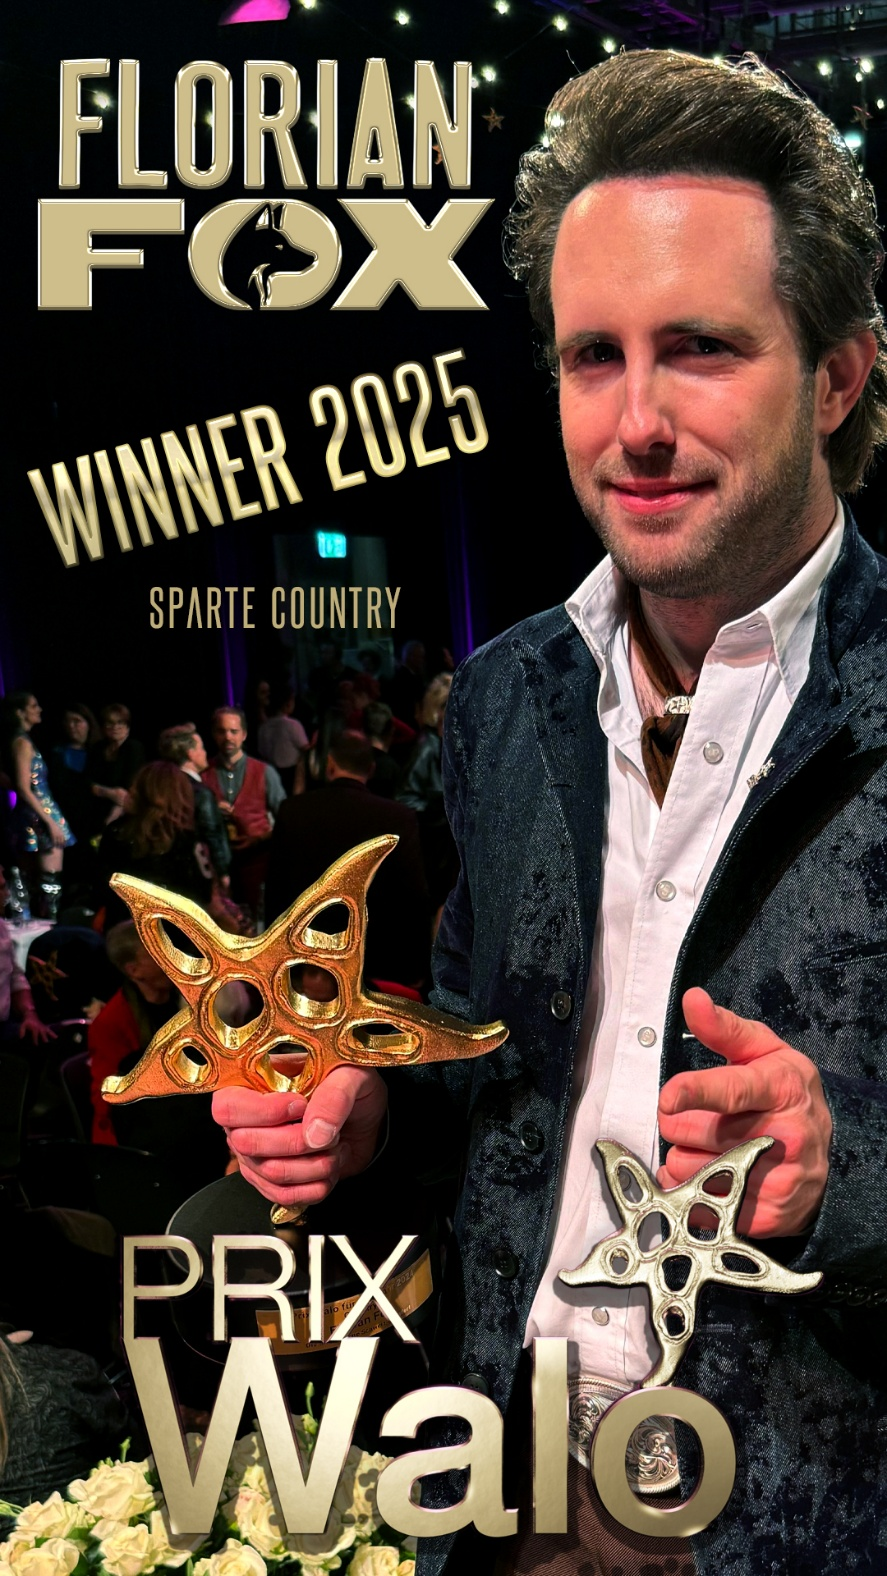 FLORIAN
FOX
WINNER 2025
SPARTE COUNTRY
PRIX
Walo